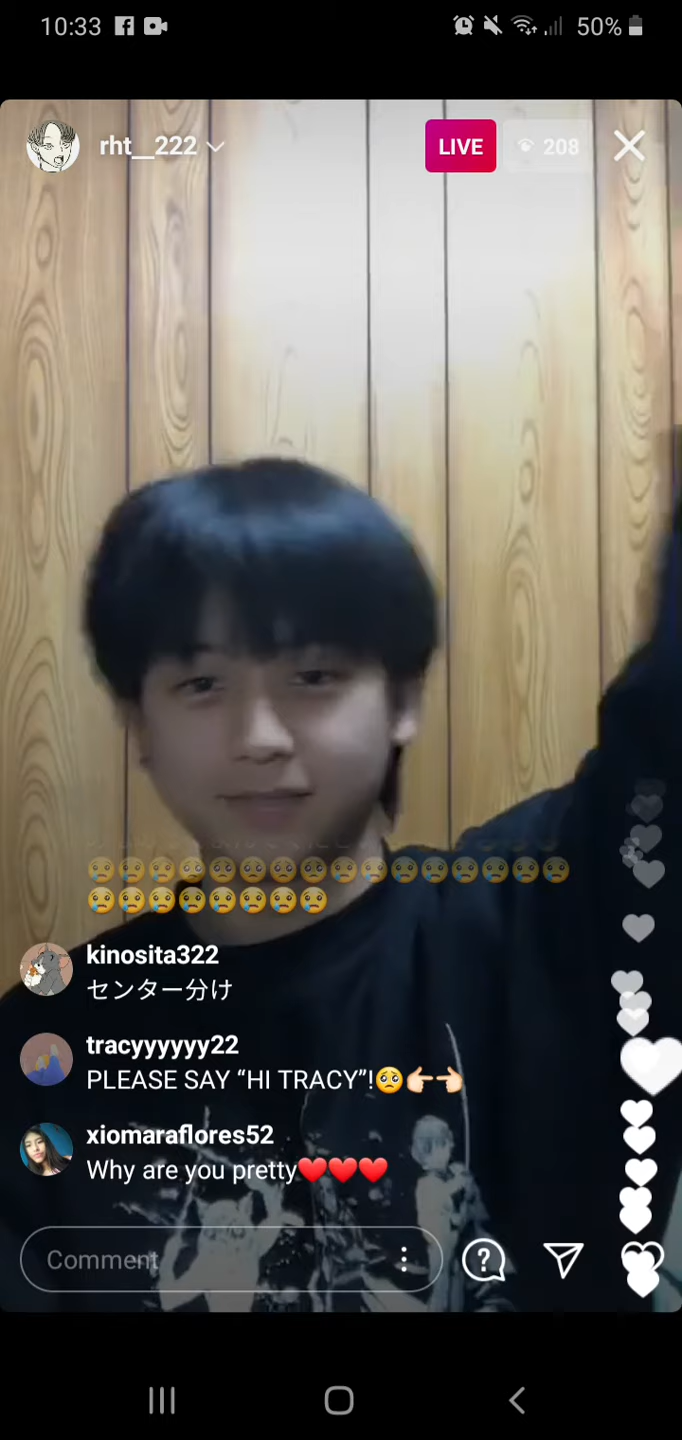 10:33 50%
rht__222 LIVE 208
😢😢😢😢😢😢😢😢😢😢😢😢😢😢😢😢
😢😢😢😢😢😢😢😢
kinosita322
センター分け
tracyyyyyy22
PLEASE SAY “HI TRACY”!🥺👉🏻👈🏻
xiomaraflores52
Why are you pretty❤️❤️❤️
Comment